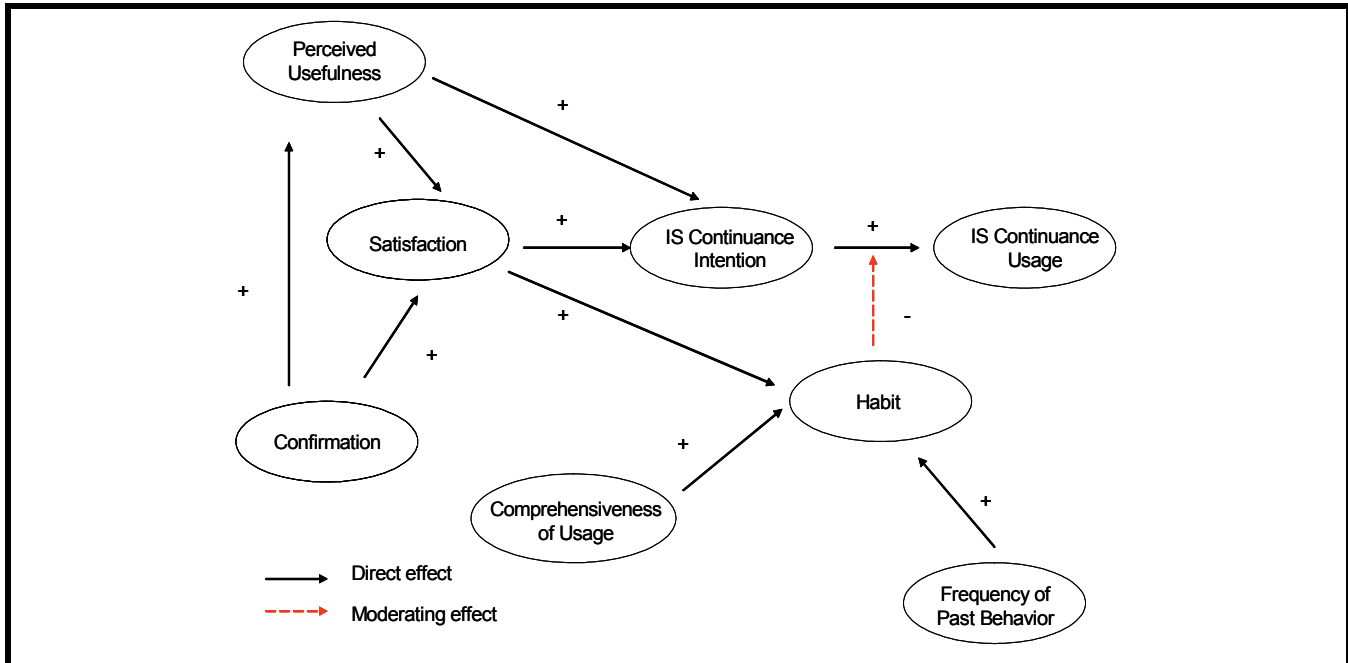 Perceived
Usefulness
+
+
+
Satisfaction
+
IS Continuance
Intention
+
IS Continuance
Usage
+
+
-
+
Habit
Confirmation
+
Comprehensiveness
of Usage
+
Frequency of
Past Behavior
Direct effect
Moderating effect